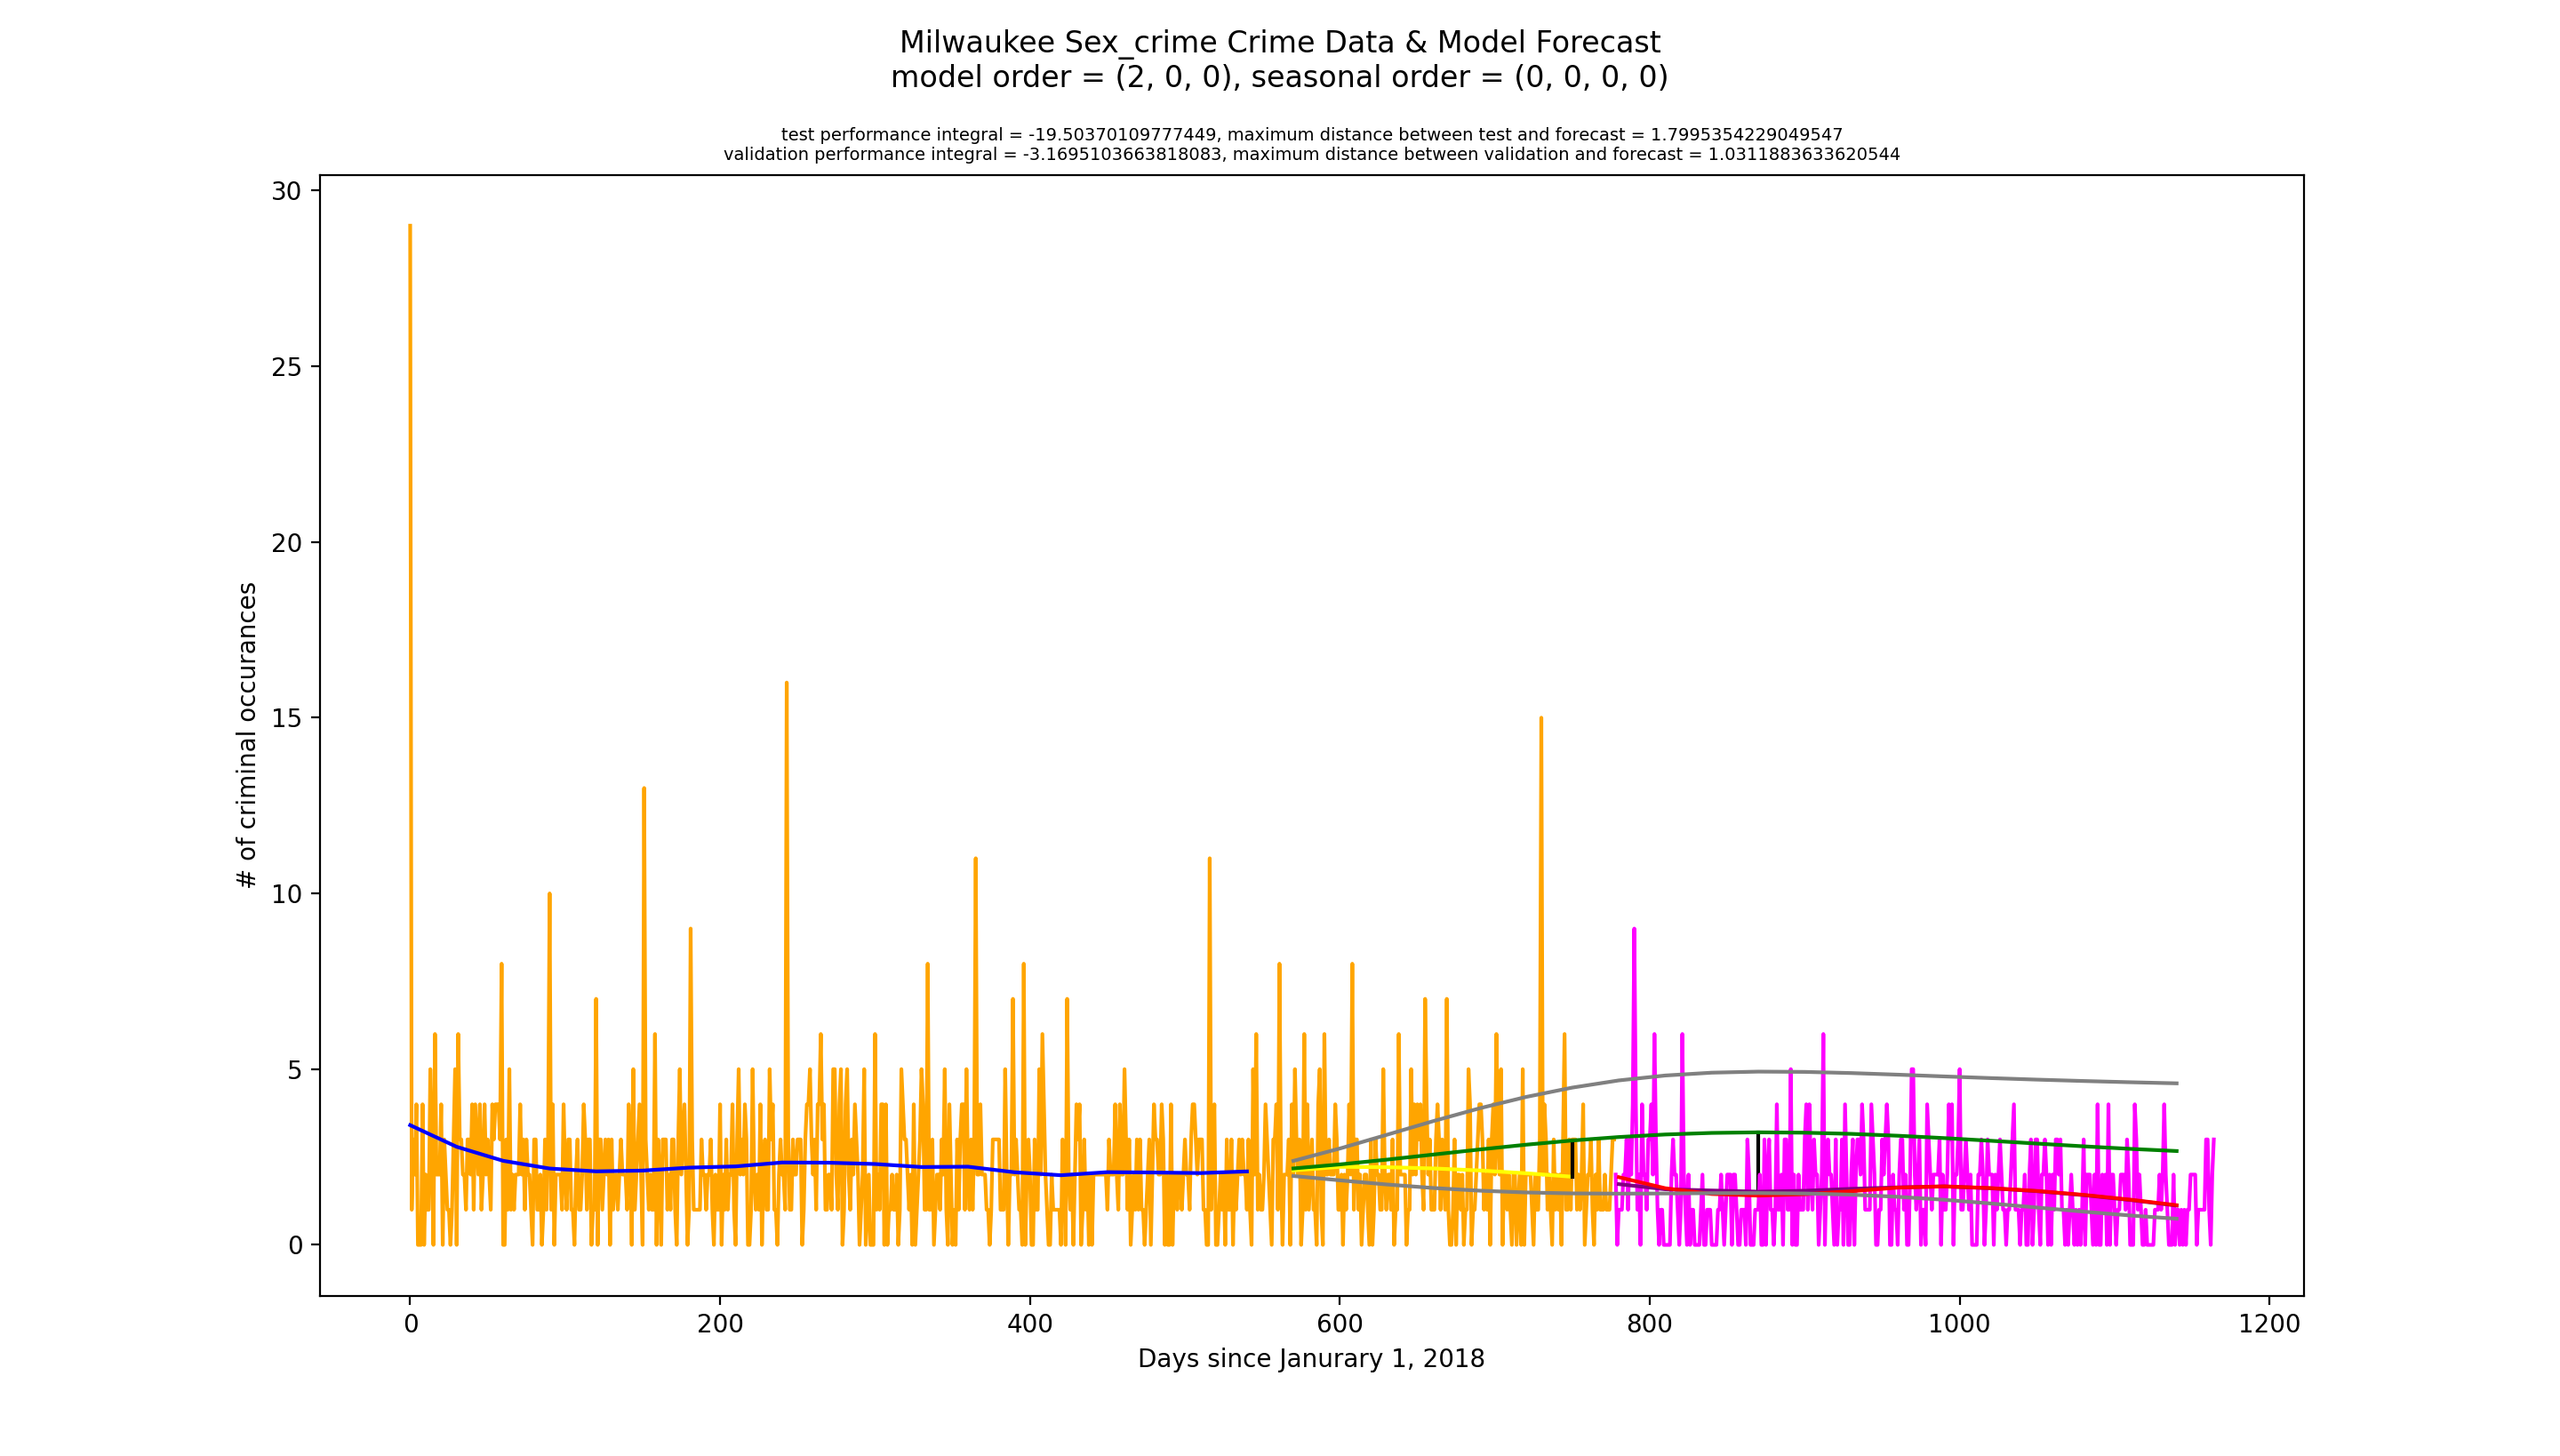 Milwaukee Sex_crime Crime Data & Model Forecast
model order = (2, 0, 0), seasonal order = (0, 0, 0, 0)
test performance integral = -19.50370109777449, maximum distance between test and forecast = 1.7995354229049547
validation performance integral = -3.1695103663818083, maximum distance between validation and forecast = 1.0311883633620544
30
25
20
15
10
5
0
# of criminal occurances
0 200 400 600 800 1000 1200
Days since Janurary 1, 2018